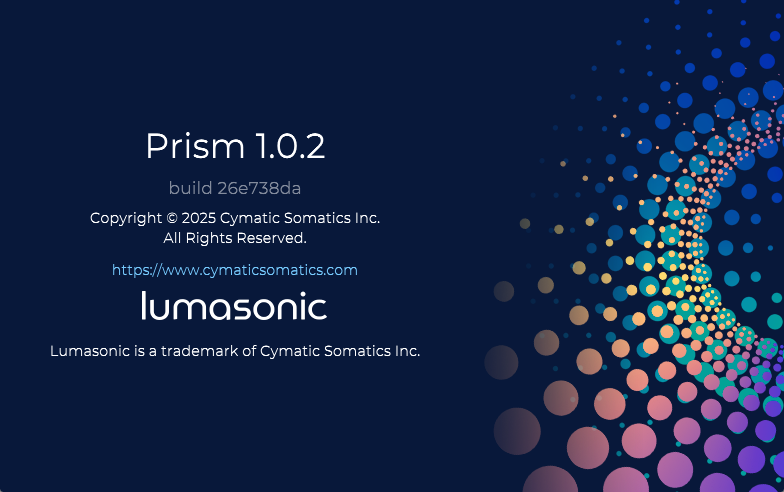 Prism 1.0.2
build 26e738da
Copyright © 2025 Cymatic Somatics Inc.
All Rights Reserved.
https://www.cymaticsomatics.com
lumasonic
Lumasonic is a trademark of Cymatic Somatics Inc.